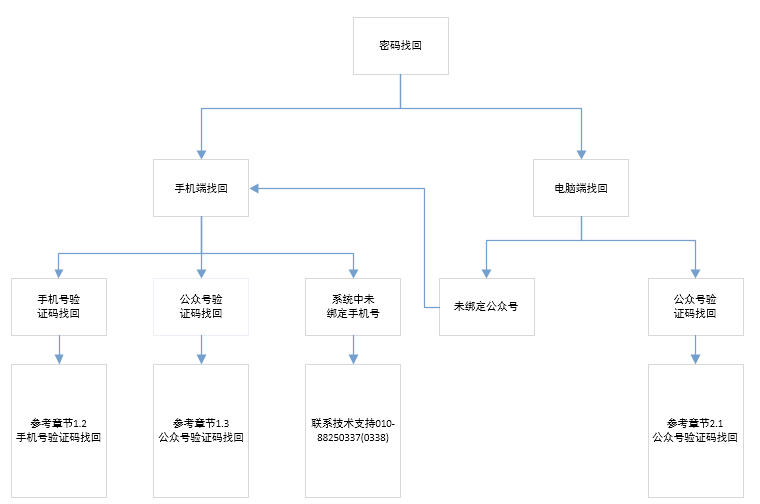 密码找回
手机端找回
电脑端找回
手机号验
证码找回
公众号验
证码找回
系统中未
绑定手机号
未绑定公众号
公众号验
证码找回
参考章节1.2
手机号验证码找回
参考章节1.3
公众号验证码找回
联系技术支持010-
88250337(0338)
参考章节2.1
公众号验证码找回